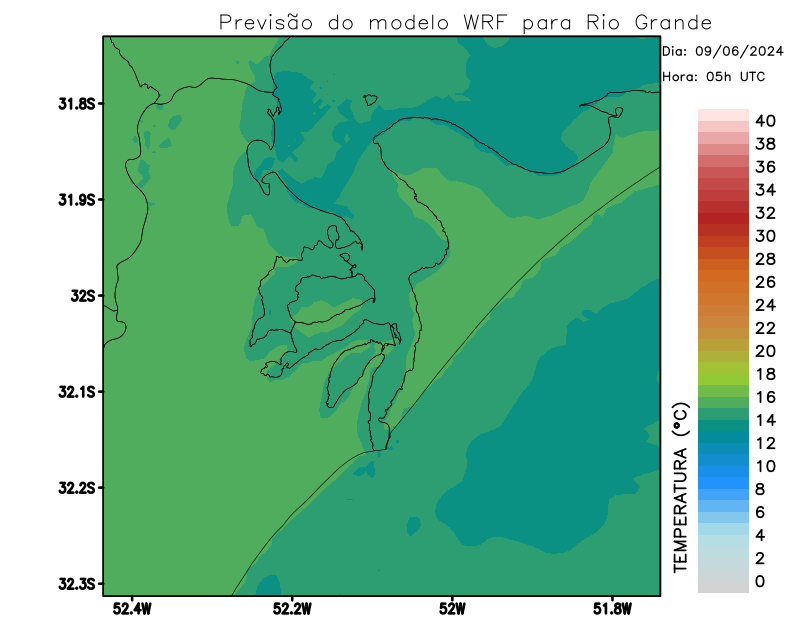 Previsão do modelo WRF para Rio Grande
Dia: 09/06/2024
Hora: 05h UTC
31.8S
31.9S
32S
32.1S
32.2S
32.3S
52.4W
52.2W
52W
51.8W
TEMPERATURA (°C)
40
38
36
34
32
30
28
26
24
22
20
18
16
14
12
10
8
6
4
2
0